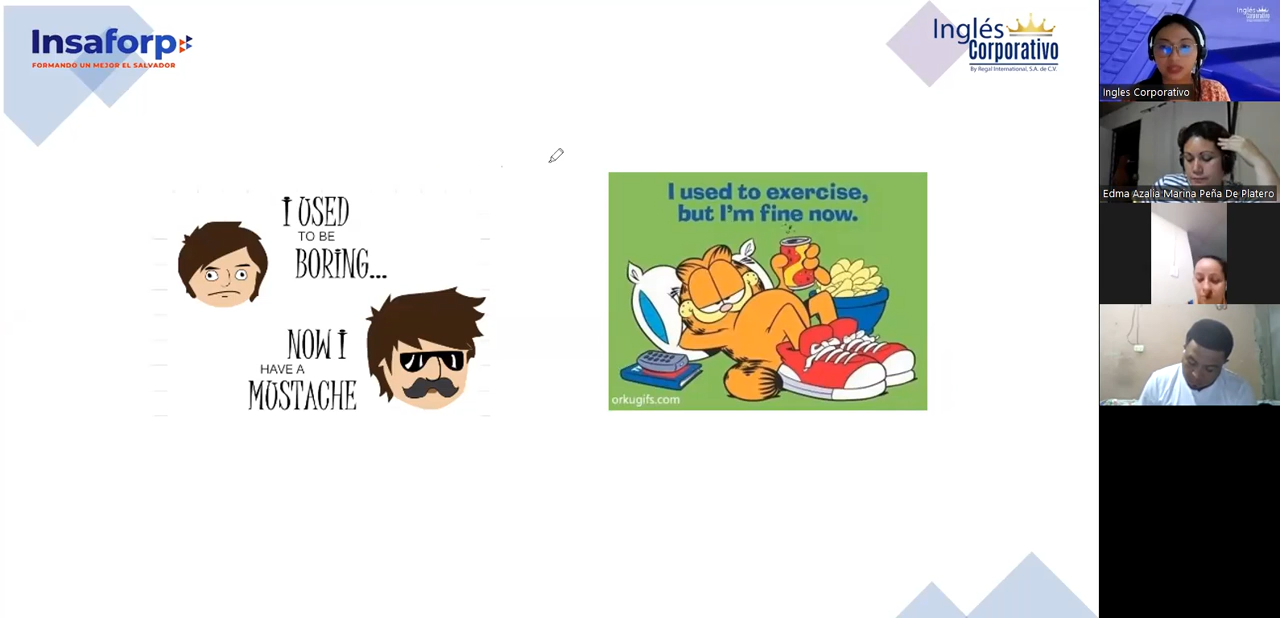 Insaforp
FORMANDO UN MEJOR EL SALVADOR
Inglés
Corporativo
By Regal International, S.A. de C.V.
I USED
TO BE
BORING...
NOW I
HAVE A
MUSTACHE
I used to exercise,
but I'm fine now.
orkugifs.com
Ingles Corporativo
Edma Azalia Marina Peña De Platero
Inglés